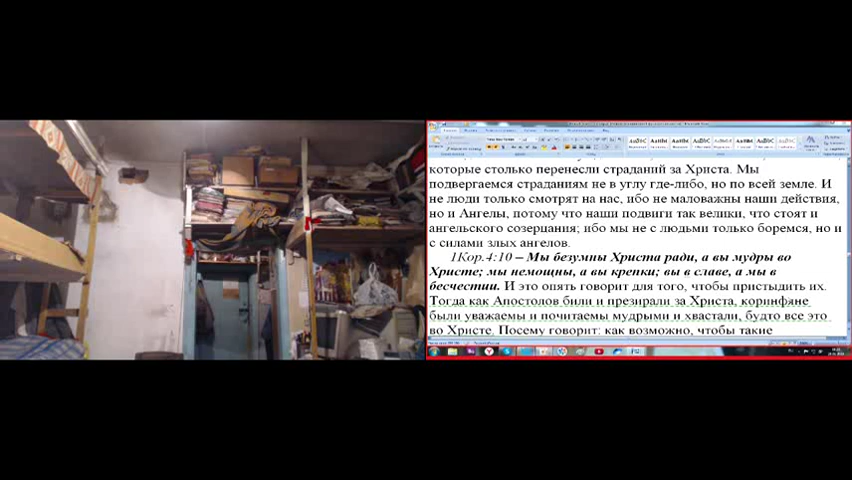 которые столько перенесли страданий за Христа. Мы
подвергаемся страданиям не в углу где-либо, но по всей земле. И
не люди только смотрят на нас, ибо не маловажны наши действия,
но и Ангелы, потому что наши подвиги так велики, что стоят и
ангельского созерцания; ибо мы не с людьми только боремся, но и
с силами злых ангелов.
1Кор.4:10 – Мы безумны Христа ради, а вы мудры во
Христе; мы немощны, а вы крепки; вы в славе, а мы в
бесчестии. И это опять говорит для того, чтобы пристыдить их.
Тогда как Апостолов били и презирали за Христа, коринфяне
были уважаемы и почитаемы мудрыми и хвастали, будто все это
во Христе. Посему говорит: как возможно, чтобы такие